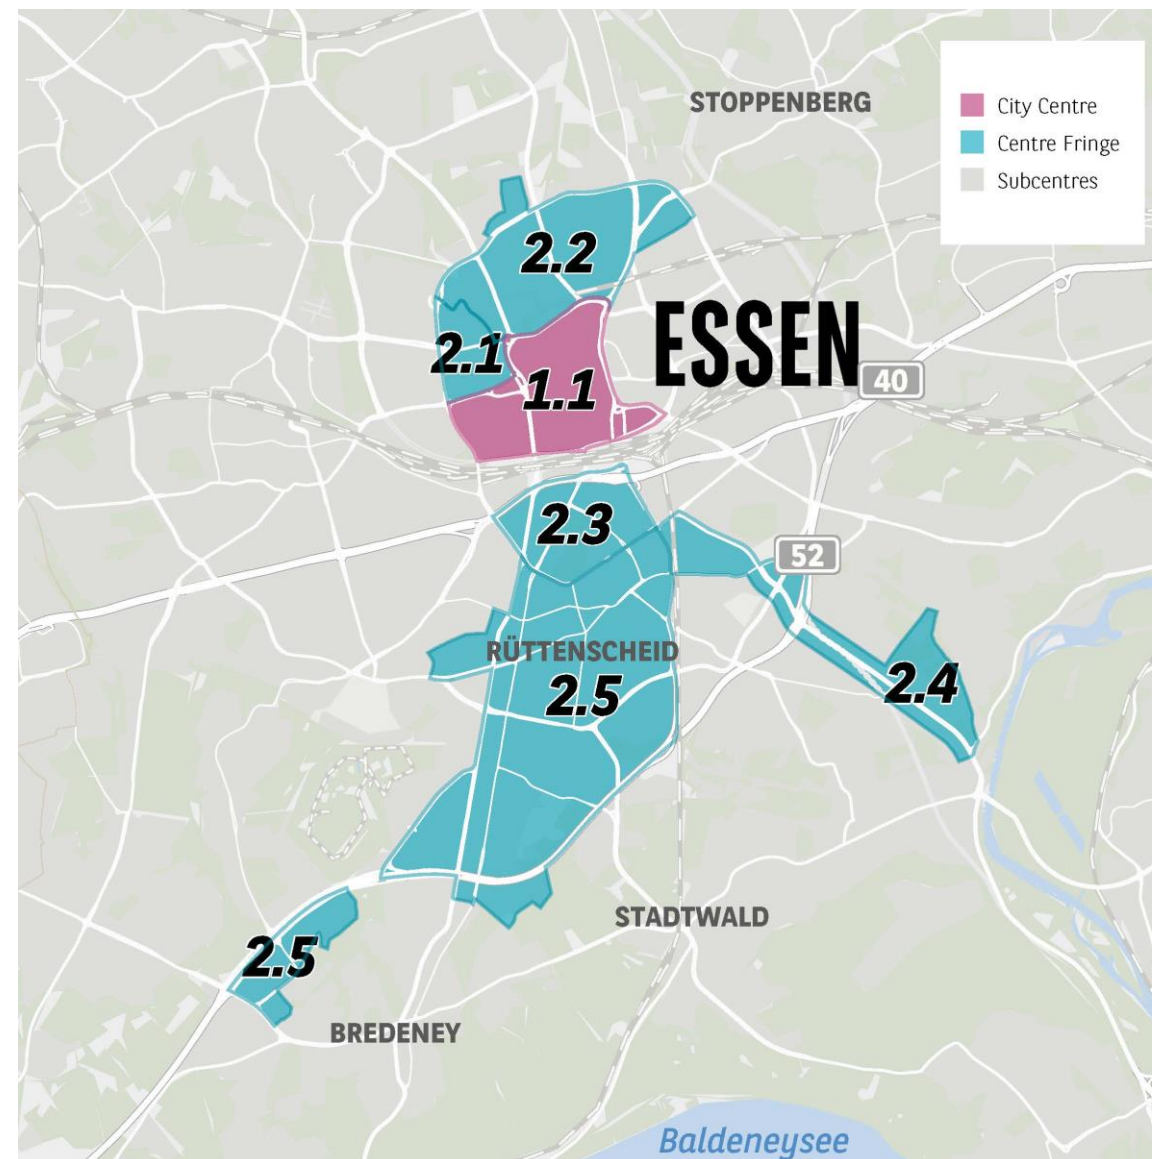 STOPPENBERG
City Centre
Centre Fringe
Subcentres
2.2
ESSEN
2.1
1.1
40
2.3
52
RÜTTENSCHEID
2.5
2.4
STADTWALD
2.5
BREDENEY
Baldeneysee